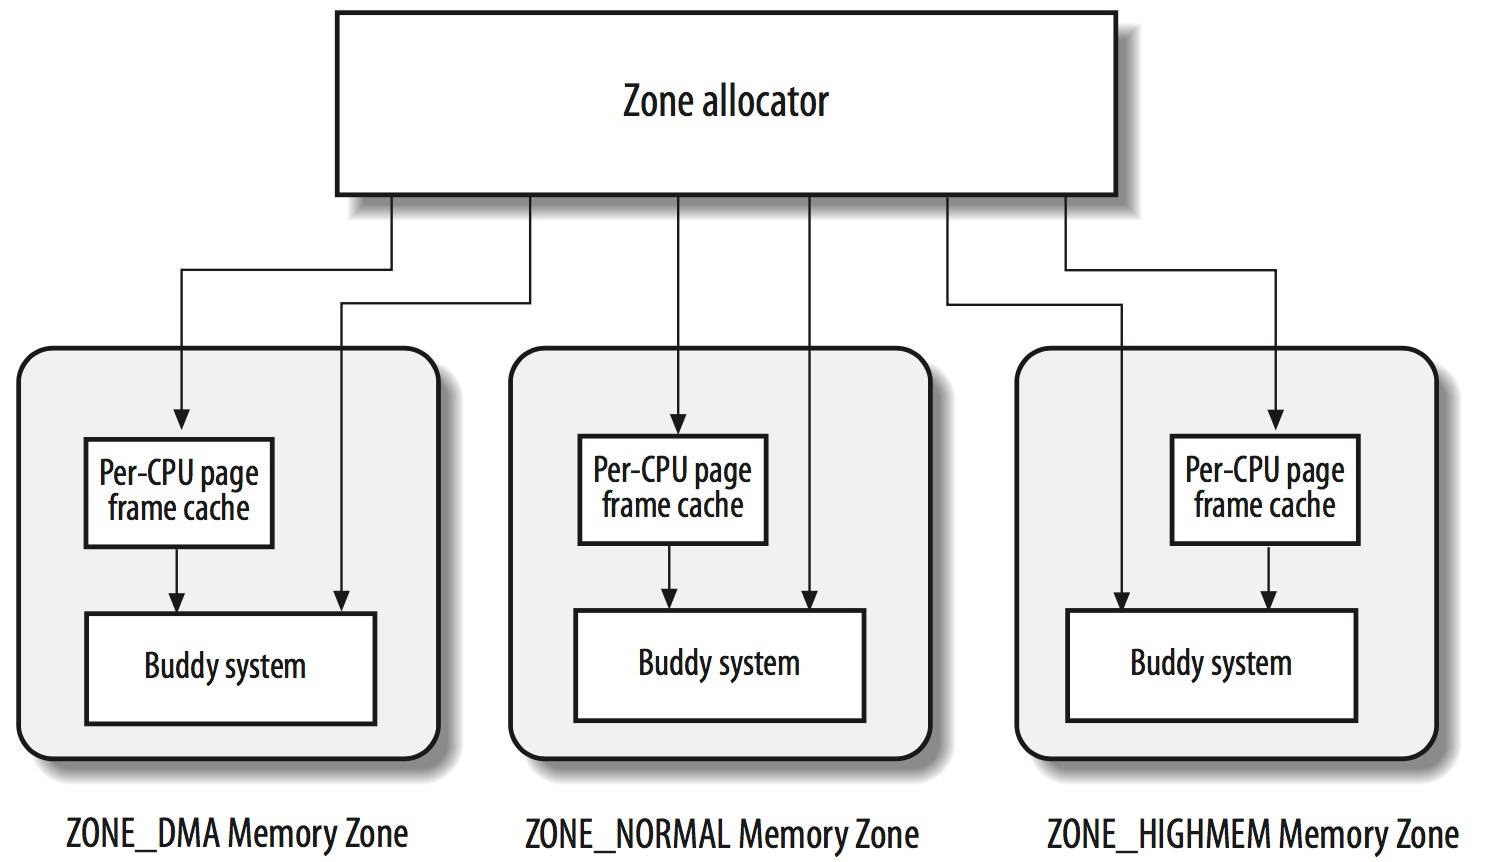 Zone allocator
Per-CPU page
frame cache
Buddy system
Per-CPU page
frame cache
Buddy system
Per-CPU page
frame cache
Buddy system
ZONE_DMA Memory Zone
ZONE_NORMAL Memory Zone
ZONE_HIGHMEM Memory Zone